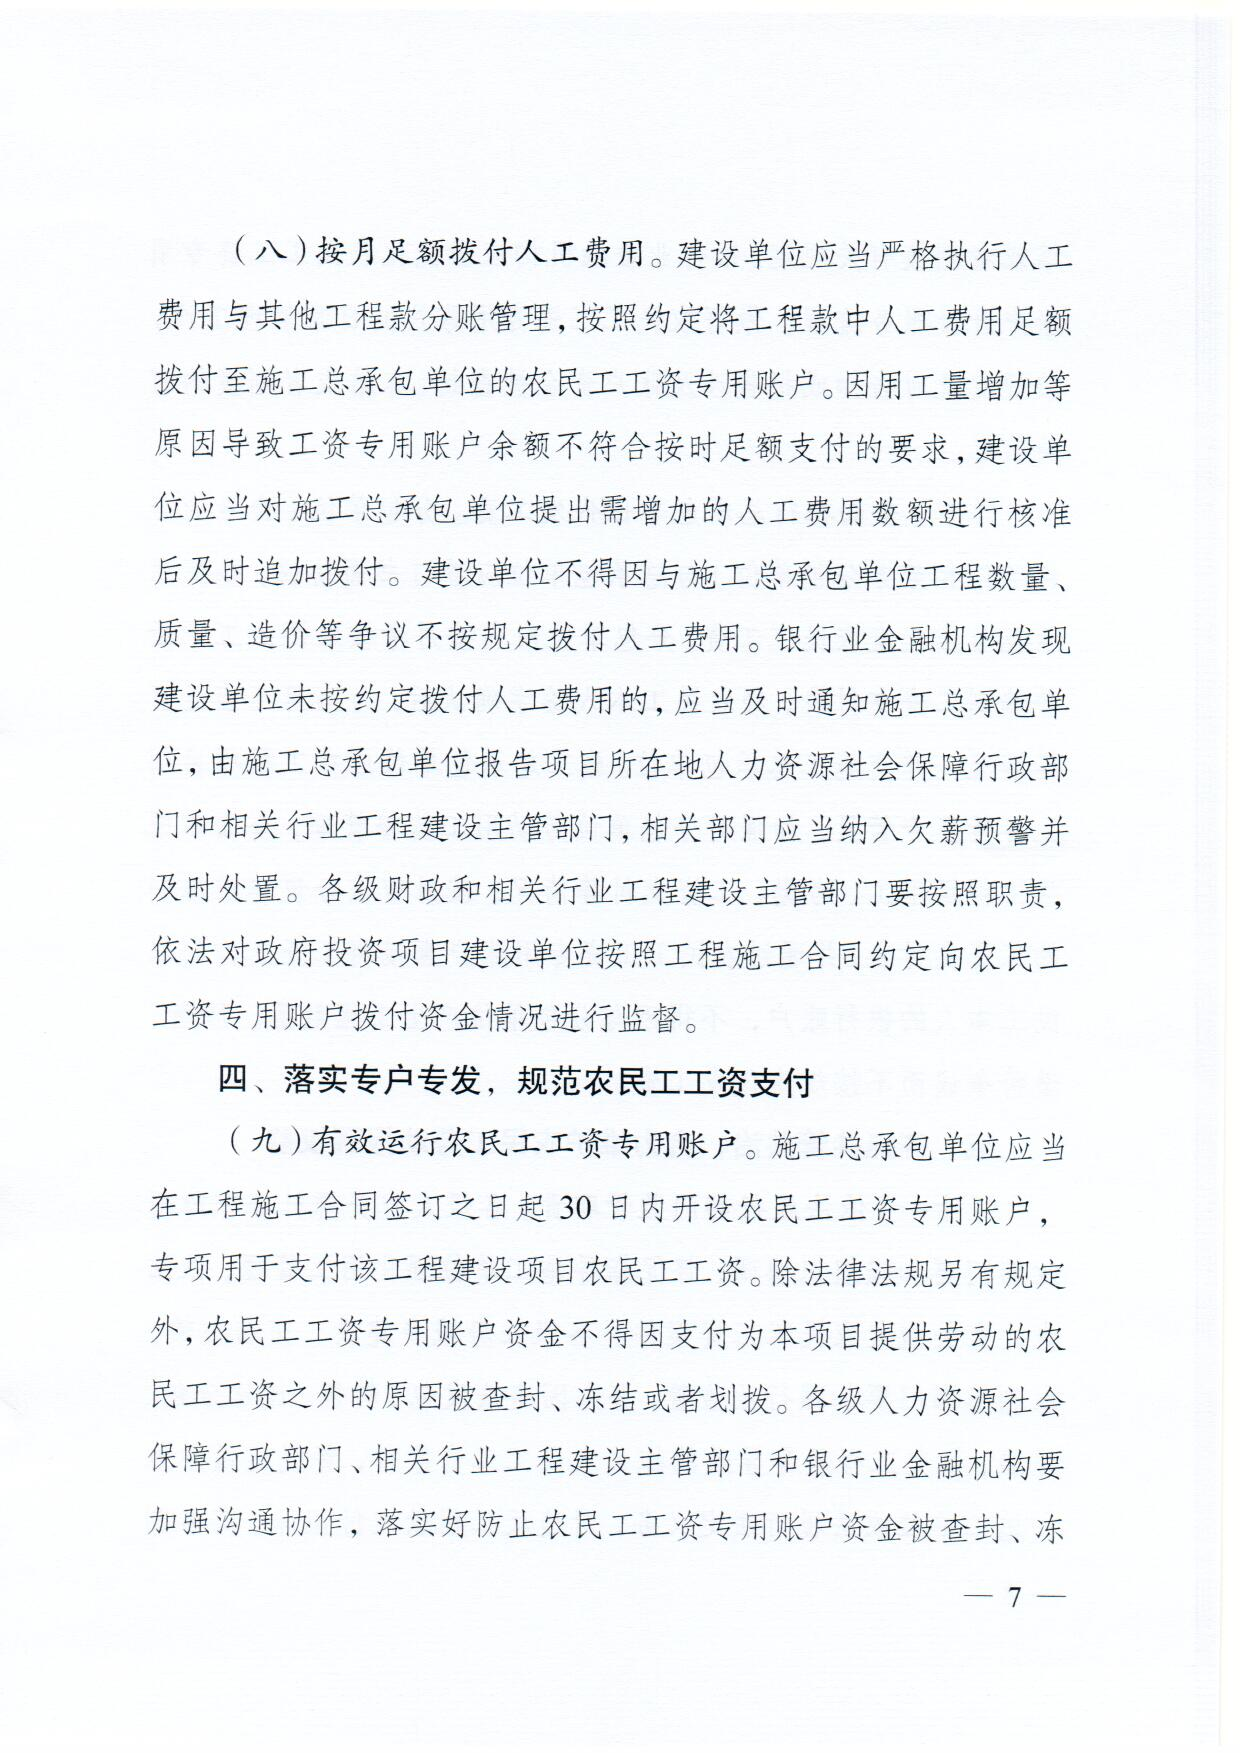 （八）按月足额拨付人工费用。建设单位应当严格执行人工
费用与其他工程款分账管理，按照约定将工程款中人工费用足额
拨付至施工总承包单位的农民工工资专用账户。因用工量增加等
原因导致工资专用账户余额不符合按时足额支付的要求，建设单
位应当对施工总承包单位提出需增加的人工费用数额进行核准
后及时追加拨付。建设单位不得因与施工总承包单位工程数量、
质量、造价等争议不按规定拨付人工费用。银行业金融机构发现
建设单位未按约定拨付人工费用的，应当及时通知施工总承包单
位，由施工总承包单位报告项目所在地人力资源社会保障行政部
门和相关行业工程建设主管部门，相关部门应当纳入欠薪预警并
及时处置。各级财政和相关行业工程建设主管部门要按照职责，
依法对政府投资项目建设单位按照工程施工合同约定向农民工
工资专用账户拨付资金情况进行监督。
四、落实专户专发，规范农民工工资支付
（九）有效运行农民工工资专用账户。施工总承包单位应当
在工程施工合同签订之日起 30 日内开设农民工工资专用账户，
专项用于支付该工程建设项目农民工工资。除法律法规另有规定
外，农民工工资专用账户资金不得因支付为本项目提供劳动的农
民工工资之外的原因被查封、冻结或者划拨。各级人力资源社会
保障行政部门、相关行业工程建设主管部门和银行业金融机构要
加强沟通协作，落实好防止农民工工资专用账户资金被查封、冻
— 7 —